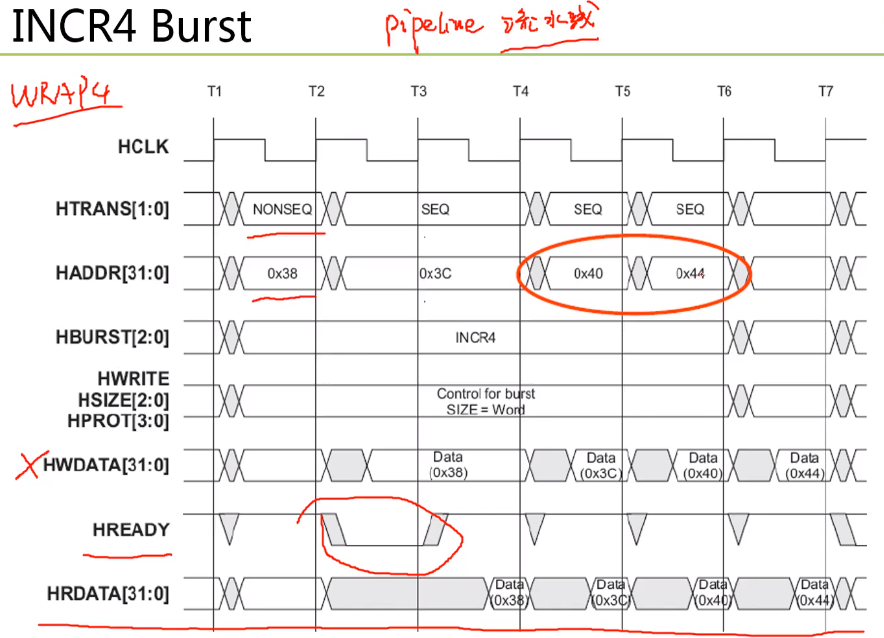 INCR4 Burst
pipeline 流水线
WRAP4
T1 T2 T3 T4 T5 T6 T7
HCLK
HTRANS[1:0] NONSEQ SEQ SEQ SEQ
HADDR[31:0] 0x38 0x3C 0x40 0x44
HBURST[2:0] INCR4
HWRITE
HSIZE[2:0]
HPROT[3:0]
Control for burst
SIZE = Word
HWDATA[31:0]
Data Data Data Data
(0x38) (0x3C) (0x40) (0x44)
HREADY
HRDATA[31:0]
Data Data Data Data
(0x38) (0x3C) (0x40) (0x44)